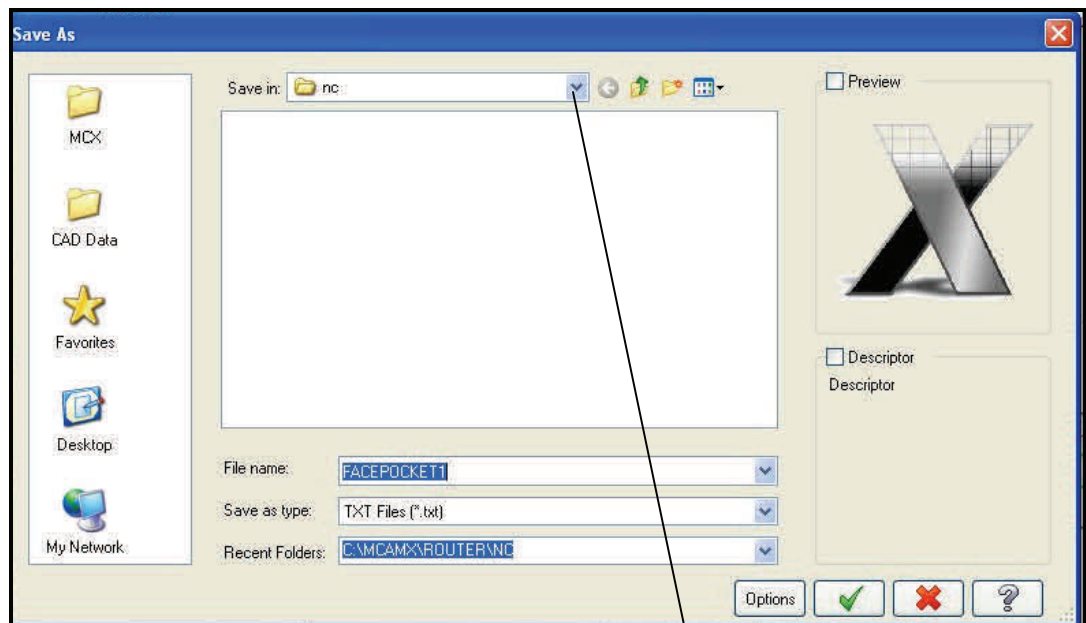 Save As
MCX
CAD Data
Favorites
Desktop
My Network
Save in: nc
File name: FACEPOCKET1
Save as type: TXT Files (*.txt)
Recent Folders: C:\MCAMX\ROUTER\NC
Preview
Descriptor
Descriptor
Options